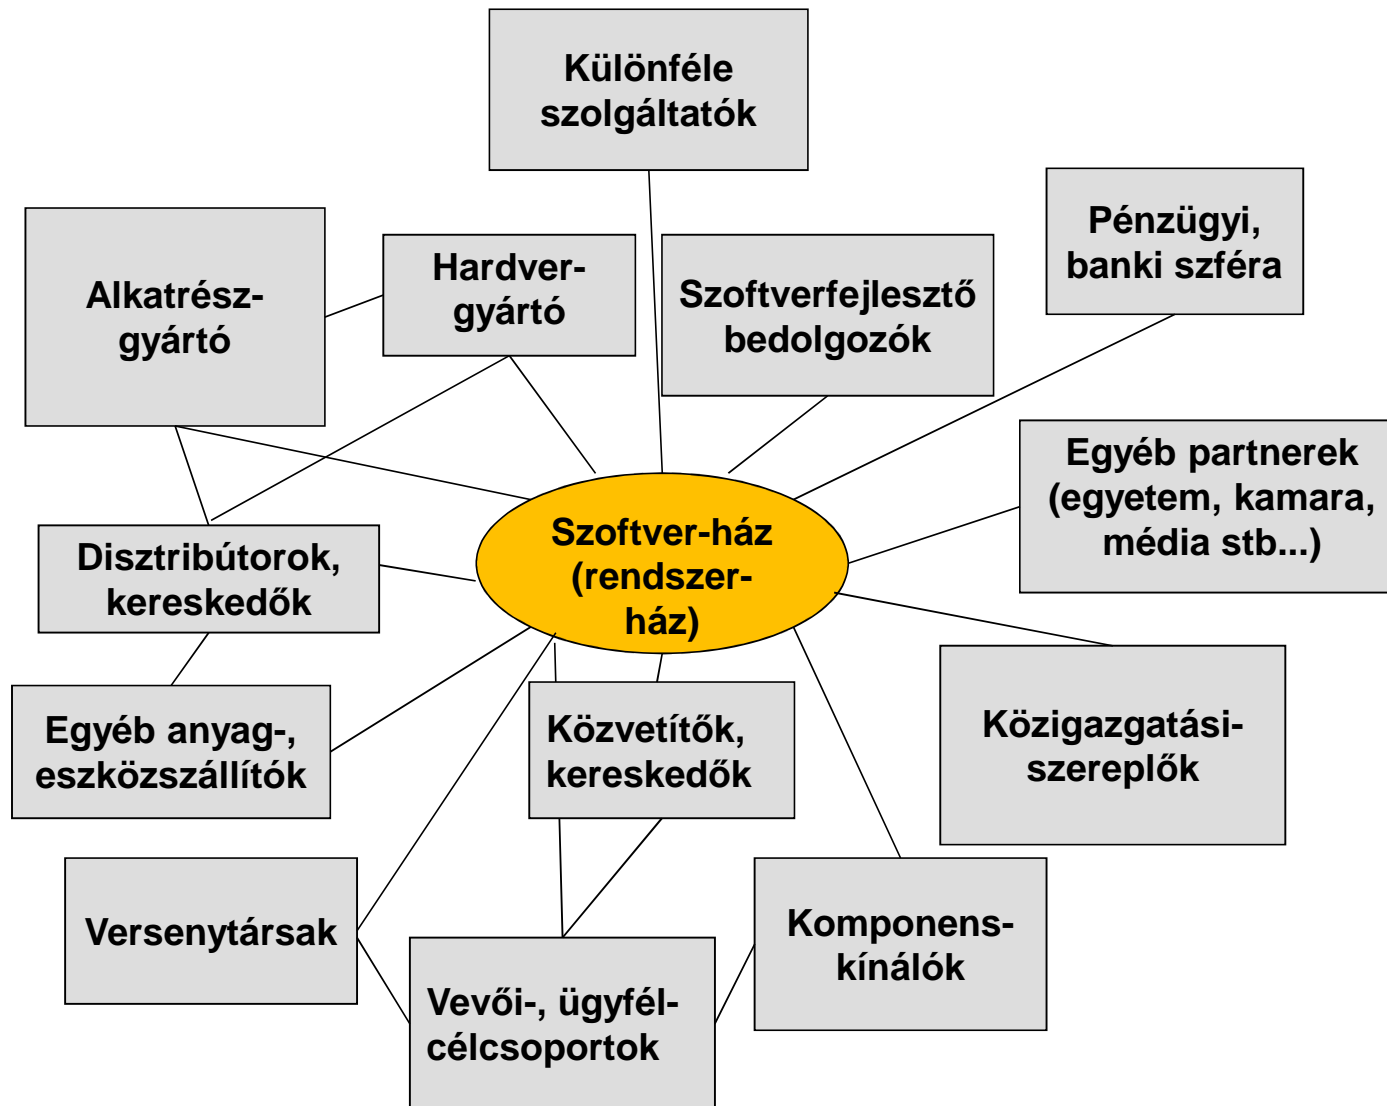 Különféle
szolgáltatók
Pénzügyi,
banki szféra
Alkatrész-
gyártó
Hardver-
gyártó
Szoftverfejlesztő
bedolgozók
Egyéb partnerek
(egyetem, kamara,
média stb...)
Disztribútorok,
kereskedők
Szoftver-ház
(rendszer-
ház)
Egyéb anyag-,
eszközszállítók
Közvetítők,
kereskedők
Közigazgatási-
szereplők
Versenytársak
Vevői-, ügyfél-
célcsoportok
Komponens-
kínálók